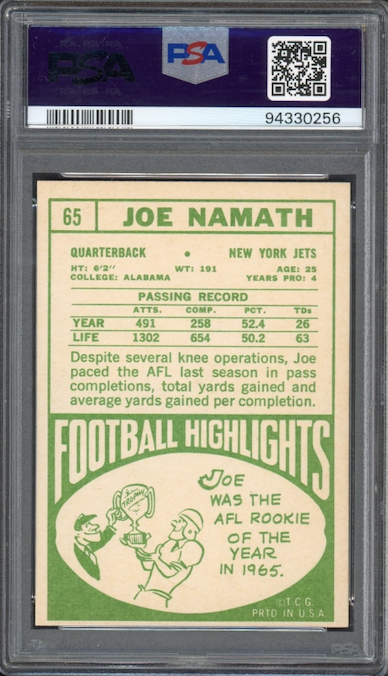 PSA
PSA
94330256
65 JOE NAMATH
QUARTERBACK • NEW YORK JETS
HT: 6'2" WT: 191 AGE: 25
COLLEGE: ALABAMA YEARS PRO: 4
PASSING RECORD
ATTS. COMP. PCT. TDs
YEAR 491 258 52.4 26
LIFE 1302 654 50.2 63
Despite several knee operations, Joe
paced the AFL last season in pass
completions, total yards gained and
average yards gained per completion.
FOOTBALL HIGHLIGHTS
TROPHY
JOE
WAS THE
AFL ROOKIE
OF THE
YEAR
IN 1965.
©T.C.G.
PRTD IN U.S.A.
PSA